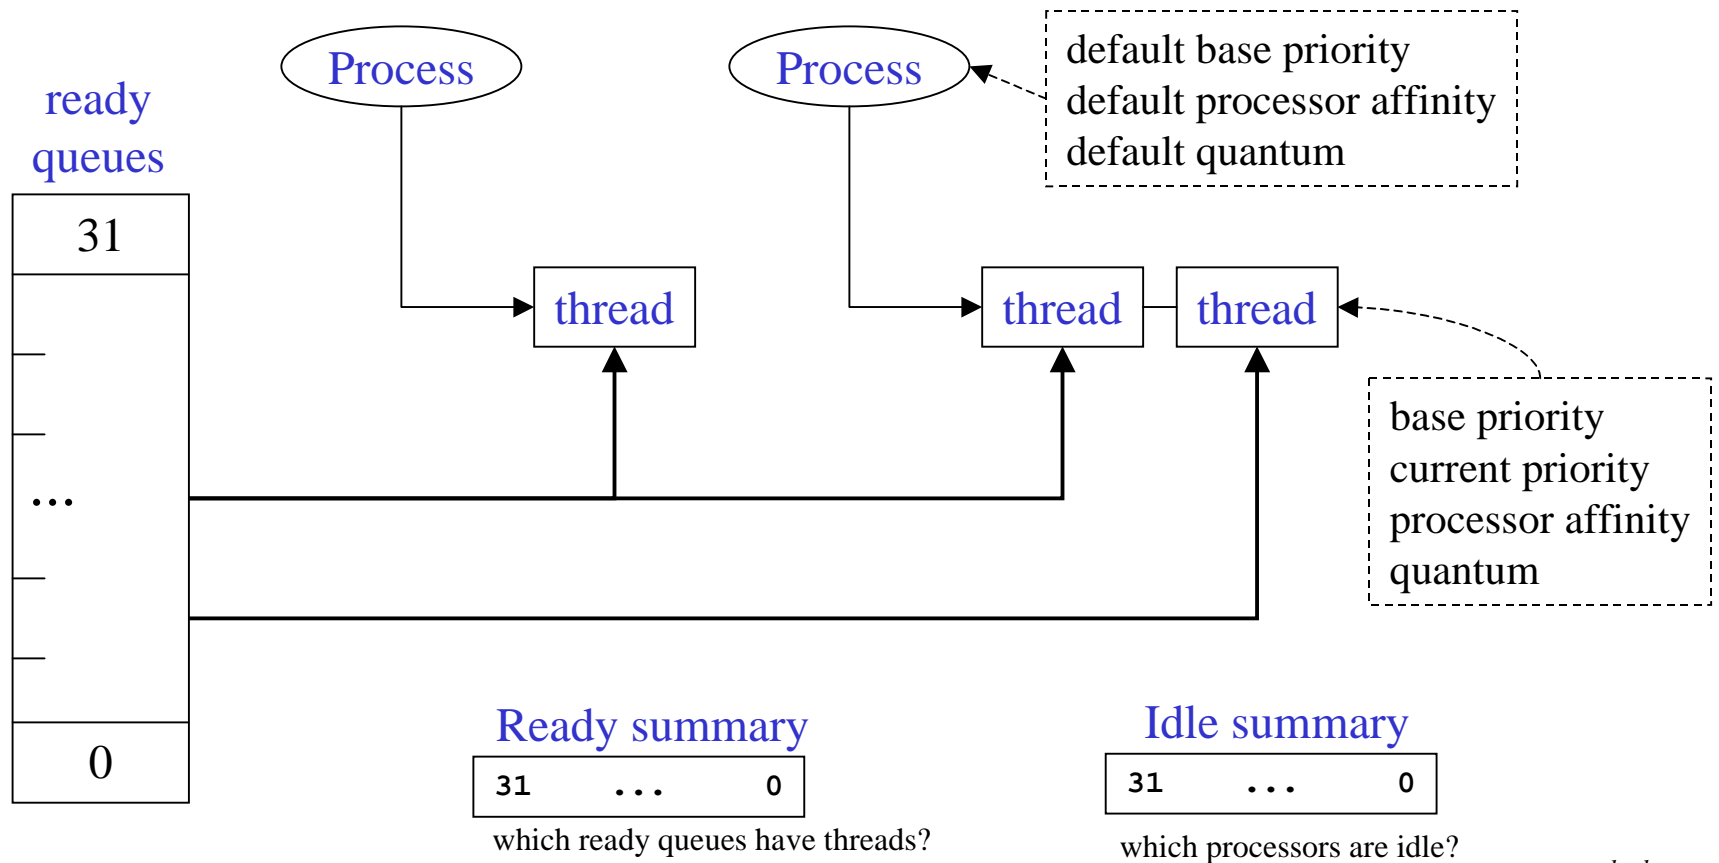 ready
queues
31
...
0
Process
Process
default base priority
default processor affinity
default quantum
thread
thread
thread
base priority
current priority
processor affinity
quantum
Ready summary
31 ... 0
which ready queues have threads?
Idle summary
31 ... 0
which processors are idle?